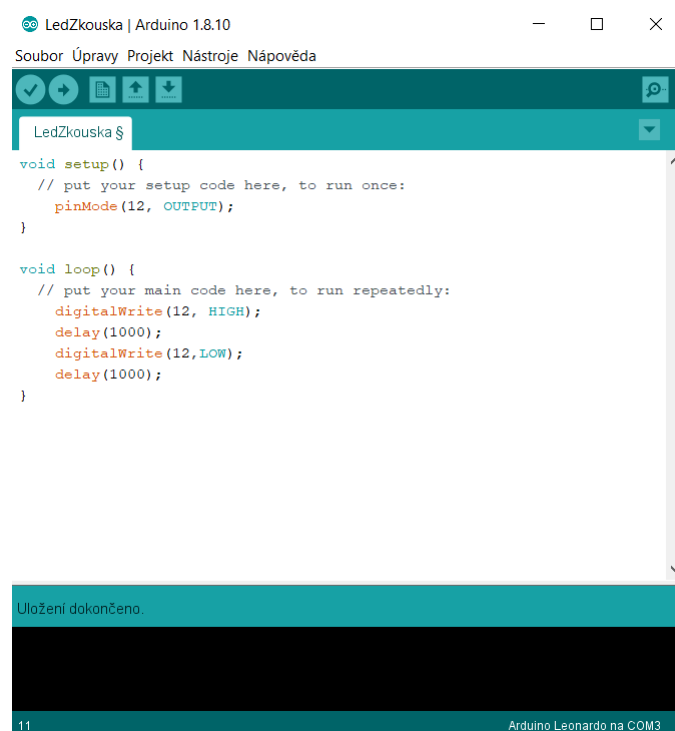 LedZkouska | Arduino 1.8.10
Soubor Úpravy Projekt Nástroje Nápověda
LedZkouska §
void setup() {
  // put your setup code here, to run once:
    pinMode(12, OUTPUT);
}
void loop() {
  // put your main code here, to run repeatedly:
    digitalWrite(12, HIGH);
    delay(1000);
    digitalWrite(12,LOW);
    delay(1000);
}
Uložení dokončeno.
11 Arduino Leonardo na COM3